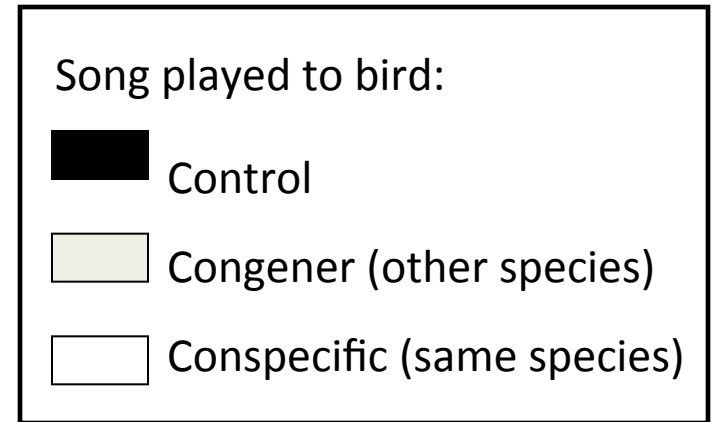 Song played to bird:
Control
Congener (other species)
Conspecific (same species)